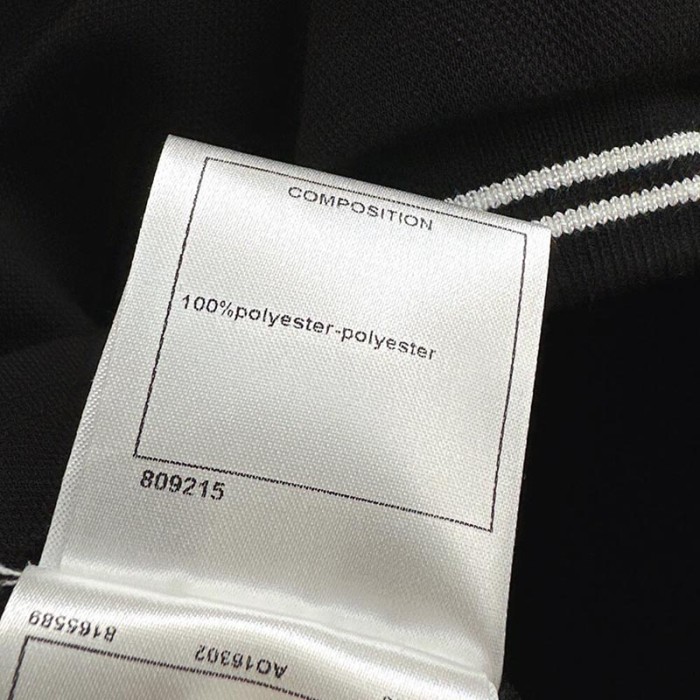 COMPOSITION
100%polyester-polyester
809215
8165589
AO16302